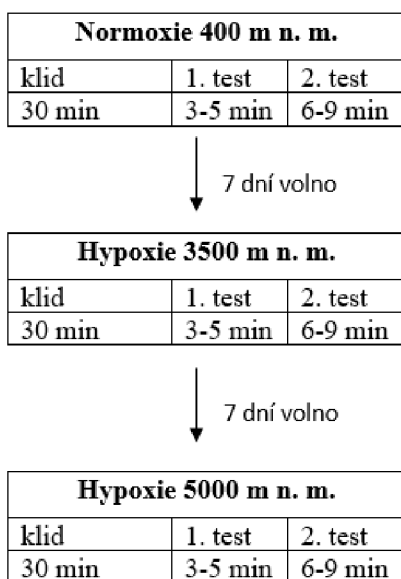 Normoxie 400 m n. m.
klid 1. test 2. test
30 min 3-5 min 6-9 min
7 dní volno
Hypoxie 3500 m n. m.
klid 1. test 2. test
30 min 3-5 min 6-9 min
7 dní volno
Hypoxie 5000 m n. m.
klid 1. test 2. test
30 min 3-5 min 6-9 min